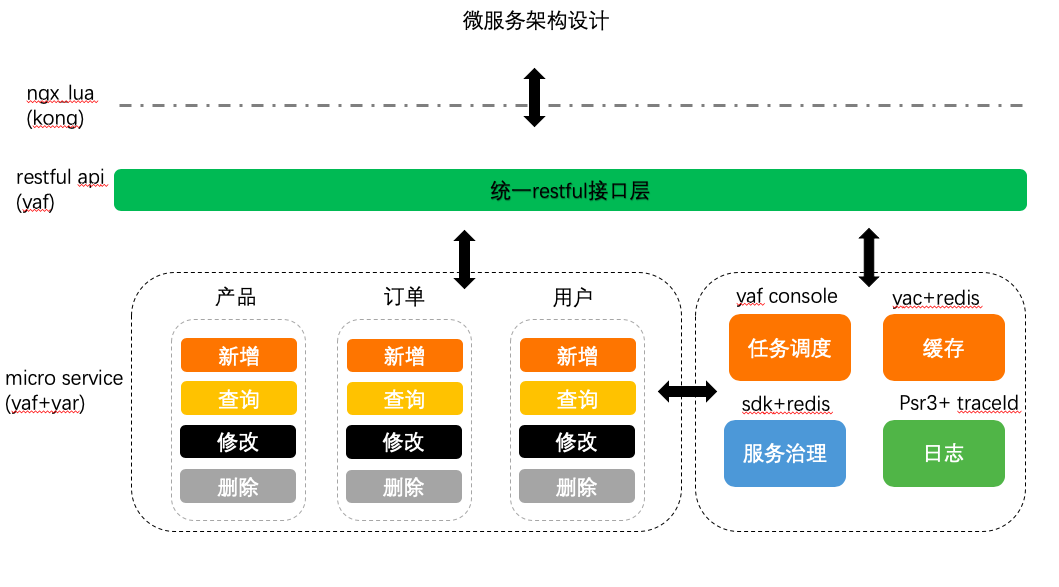 微服务架构设计
ngx_lua
(kong)
restful api
(yaf)
统一restful接口层
micro service
(yaf+yar)
产品
新增
查询
修改
删除
订单
新增
查询
修改
删除
用户
新增
查询
修改
删除
yaf console
任务调度
yac+redis
缓存
sdk+redis
服务治理
Psr3+ traceId
日志